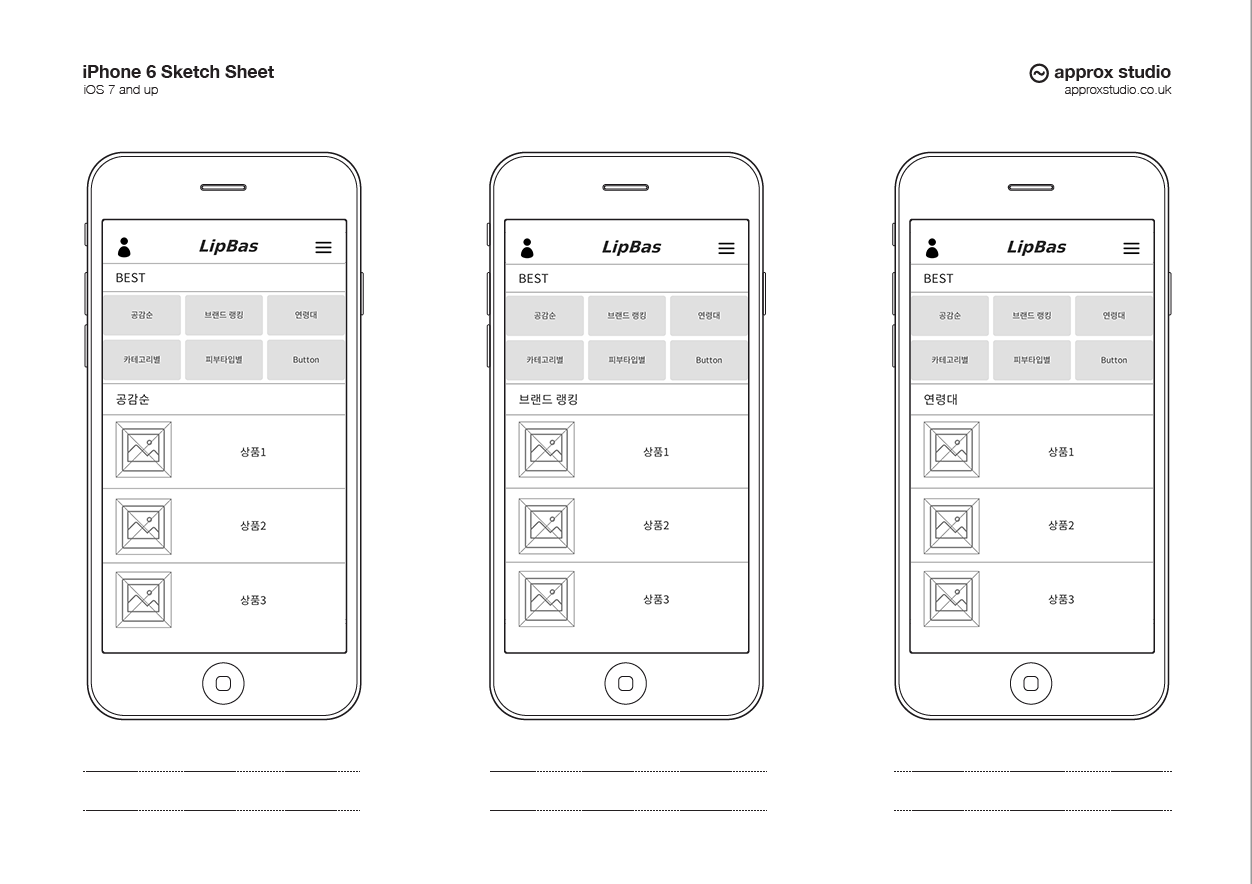 iPhone 6 Sketch Sheet
iOS 7 and up
approx studio
approxstudio.co.uk
LipBas
BEST
공감순 브랜드 랭킹 연령대
카테고리별 피부타입별 Button
공감순
상품1
상품2
상품3
LipBas
BEST
공감순 브랜드 랭킹 연령대
카테고리별 피부타입별 Button
브랜드 랭킹
상품1
상품2
상품3
LipBas
BEST
공감순 브랜드 랭킹 연령대
카테고리별 피부타입별 Button
연령대
상품1
상품2
상품3